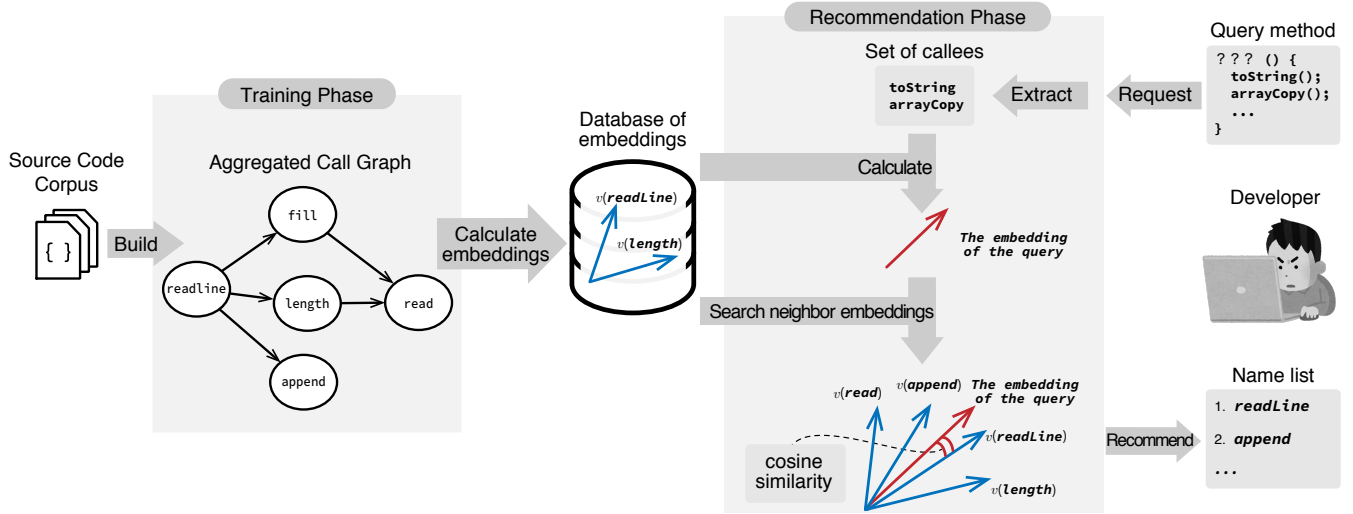 Recommendation Phase
Training Phase
Source Code
Corpus
{ }
Build
Aggregated Call Graph
fill
readline
length
read
append
Calculate
embeddings
Database of
embeddings
v(readLine)
v(length)
Set of callees
toString
arrayCopy
Extract
Request
Query method
? ? ? () {
toString();
arrayCopy();
...
}
Calculate
The embedding
of the query
Search neighbor embeddings
v(read)
v(append)
The embedding
of the query
v(readLine)
v(length)
cosine
similarity
Developer
Recommend
Name list
1. readLine
2. append
...